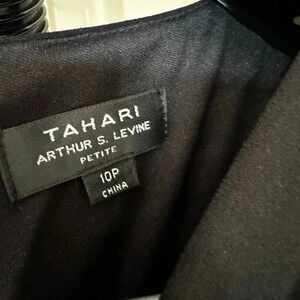 TAHARI
ARTHUR S. LEVINE
PETITE
10P
CHINA